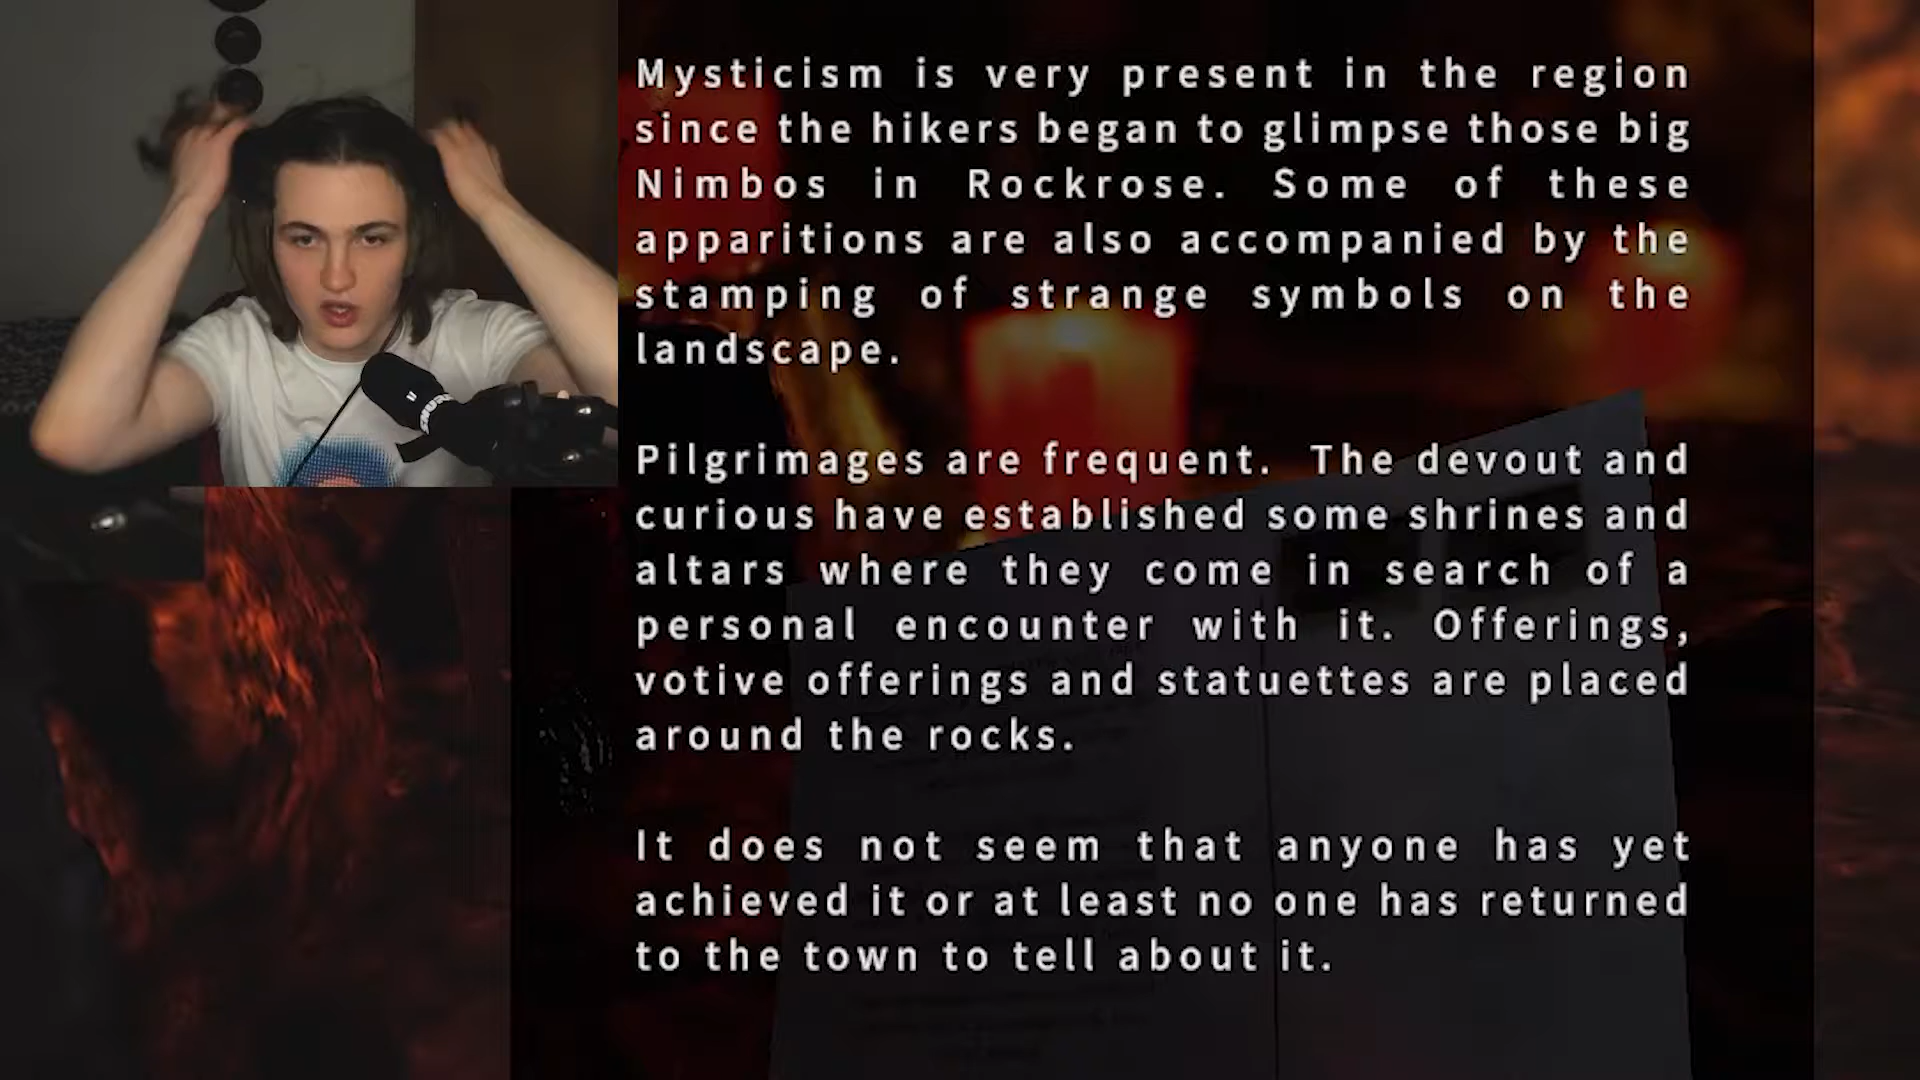 Mysticism is very present in the region
since the hikers began to glimpse those big
Nimbos in Rockrose. Some of these
apparitions are also accompanied by the
stamping of strange symbols on the
landscape.
Pilgrimages are frequent. The devout and
curious have established some shrines and
altars where they come in search of a
personal encounter with it. Offerings,
votive offerings and statuettes are placed
around the rocks.
It does not seem that anyone has yet
achieved it or at least no one has returned
to the town to tell about it.